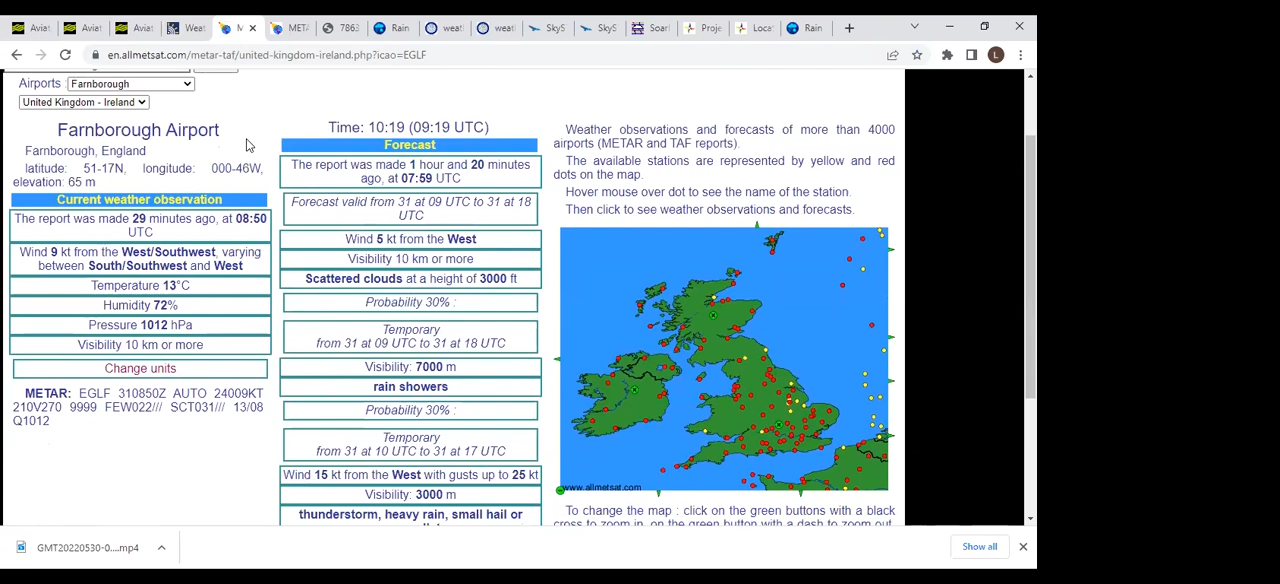 Aviat
Aviat
Aviat
Weat
M
MET/
7863
Rain
weat
weat
SkyS
SkyS
Soar
Proje
Locat
Rain
en.allmetsat.com/metar-taf/united-kingdom-ireland.php?icao=EGLF
L
Airports : Farnborough
United Kingdom - Ireland
Farnborough Airport
Farnborough, England
latitude: 51-17N, longitude: 000-46W,
elevation: 65 m
Current weather observation
The report was made 29 minutes ago, at 08:50
UTC
Wind 9 kt from the West/Southwest, varying
between South/Southwest and West
Temperature 13°C
Humidity 72%
Pressure 1012 hPa
Visibility 10 km or more
Change units
METAR: EGLF 310850Z AUTO 24009KT
210V270 9999 FEW022/// SCT031/// 13/08
Q1012
Time: 10:19 (09:19 UTC)
Forecast
The report was made 1 hour and 20 minutes
ago, at 07:59 UTC
Forecast valid from 31 at 09 UTC to 31 at 18
UTC
Wind 5 kt from the West
Visibility 10 km or more
Scattered clouds at a height of 3000 ft
Probability 30% :
Temporary
from 31 at 09 UTC to 31 at 18 UTC
Visibility: 7000 m
rain showers
Probability 30% :
Temporary
from 31 at 10 UTC to 31 at 17 UTC
Wind 15 kt from the West with gusts up to 25 kt
Visibility: 3000 m
thunderstorm, heavy rain, small hail or
Weather observations and forecasts of more than 4000
airports (METAR and TAF reports).
The available stations are represented by yellow and red
dots on the map.
Hover mouse over dot to see the name of the station.
Then click to see weather observations and forecasts.
www.allmetsat.com
To change the map : click on the green buttons with a black
cross to zoom in, on the green button with a dash to zoom out,
GMT20220530-0....mp4
Show all